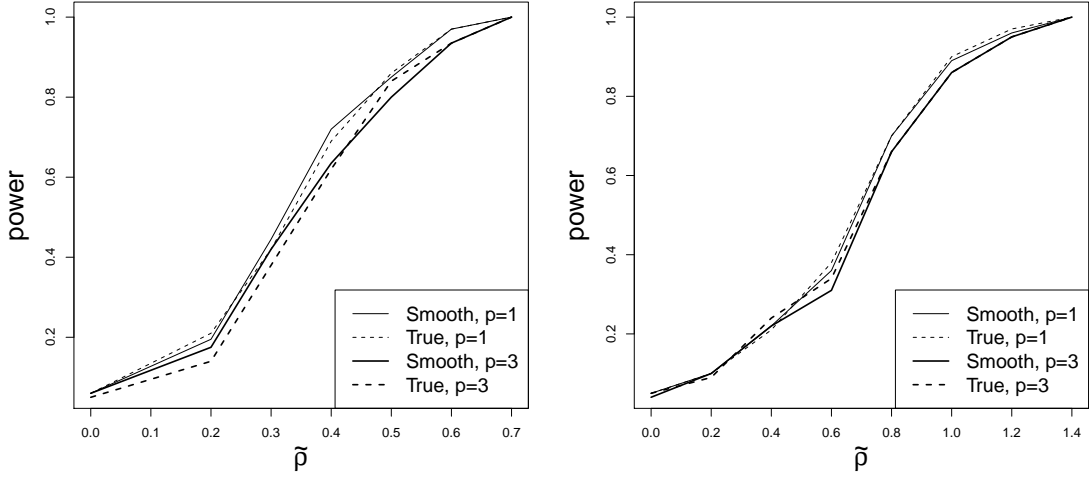 power
1.0
0.8
0.6
0.4
0.2
Smooth, p=1
True, p=1
Smooth, p=3
True, p=3
0.0 0.1 0.2 0.3 0.4 0.5 0.6 0.7
ρ̃
power
1.0
0.8
0.6
0.4
0.2
Smooth, p=1
True, p=1
Smooth, p=3
True, p=3
0.0 0.2 0.4 0.6 0.8 1.0 1.2 1.4
ρ̃